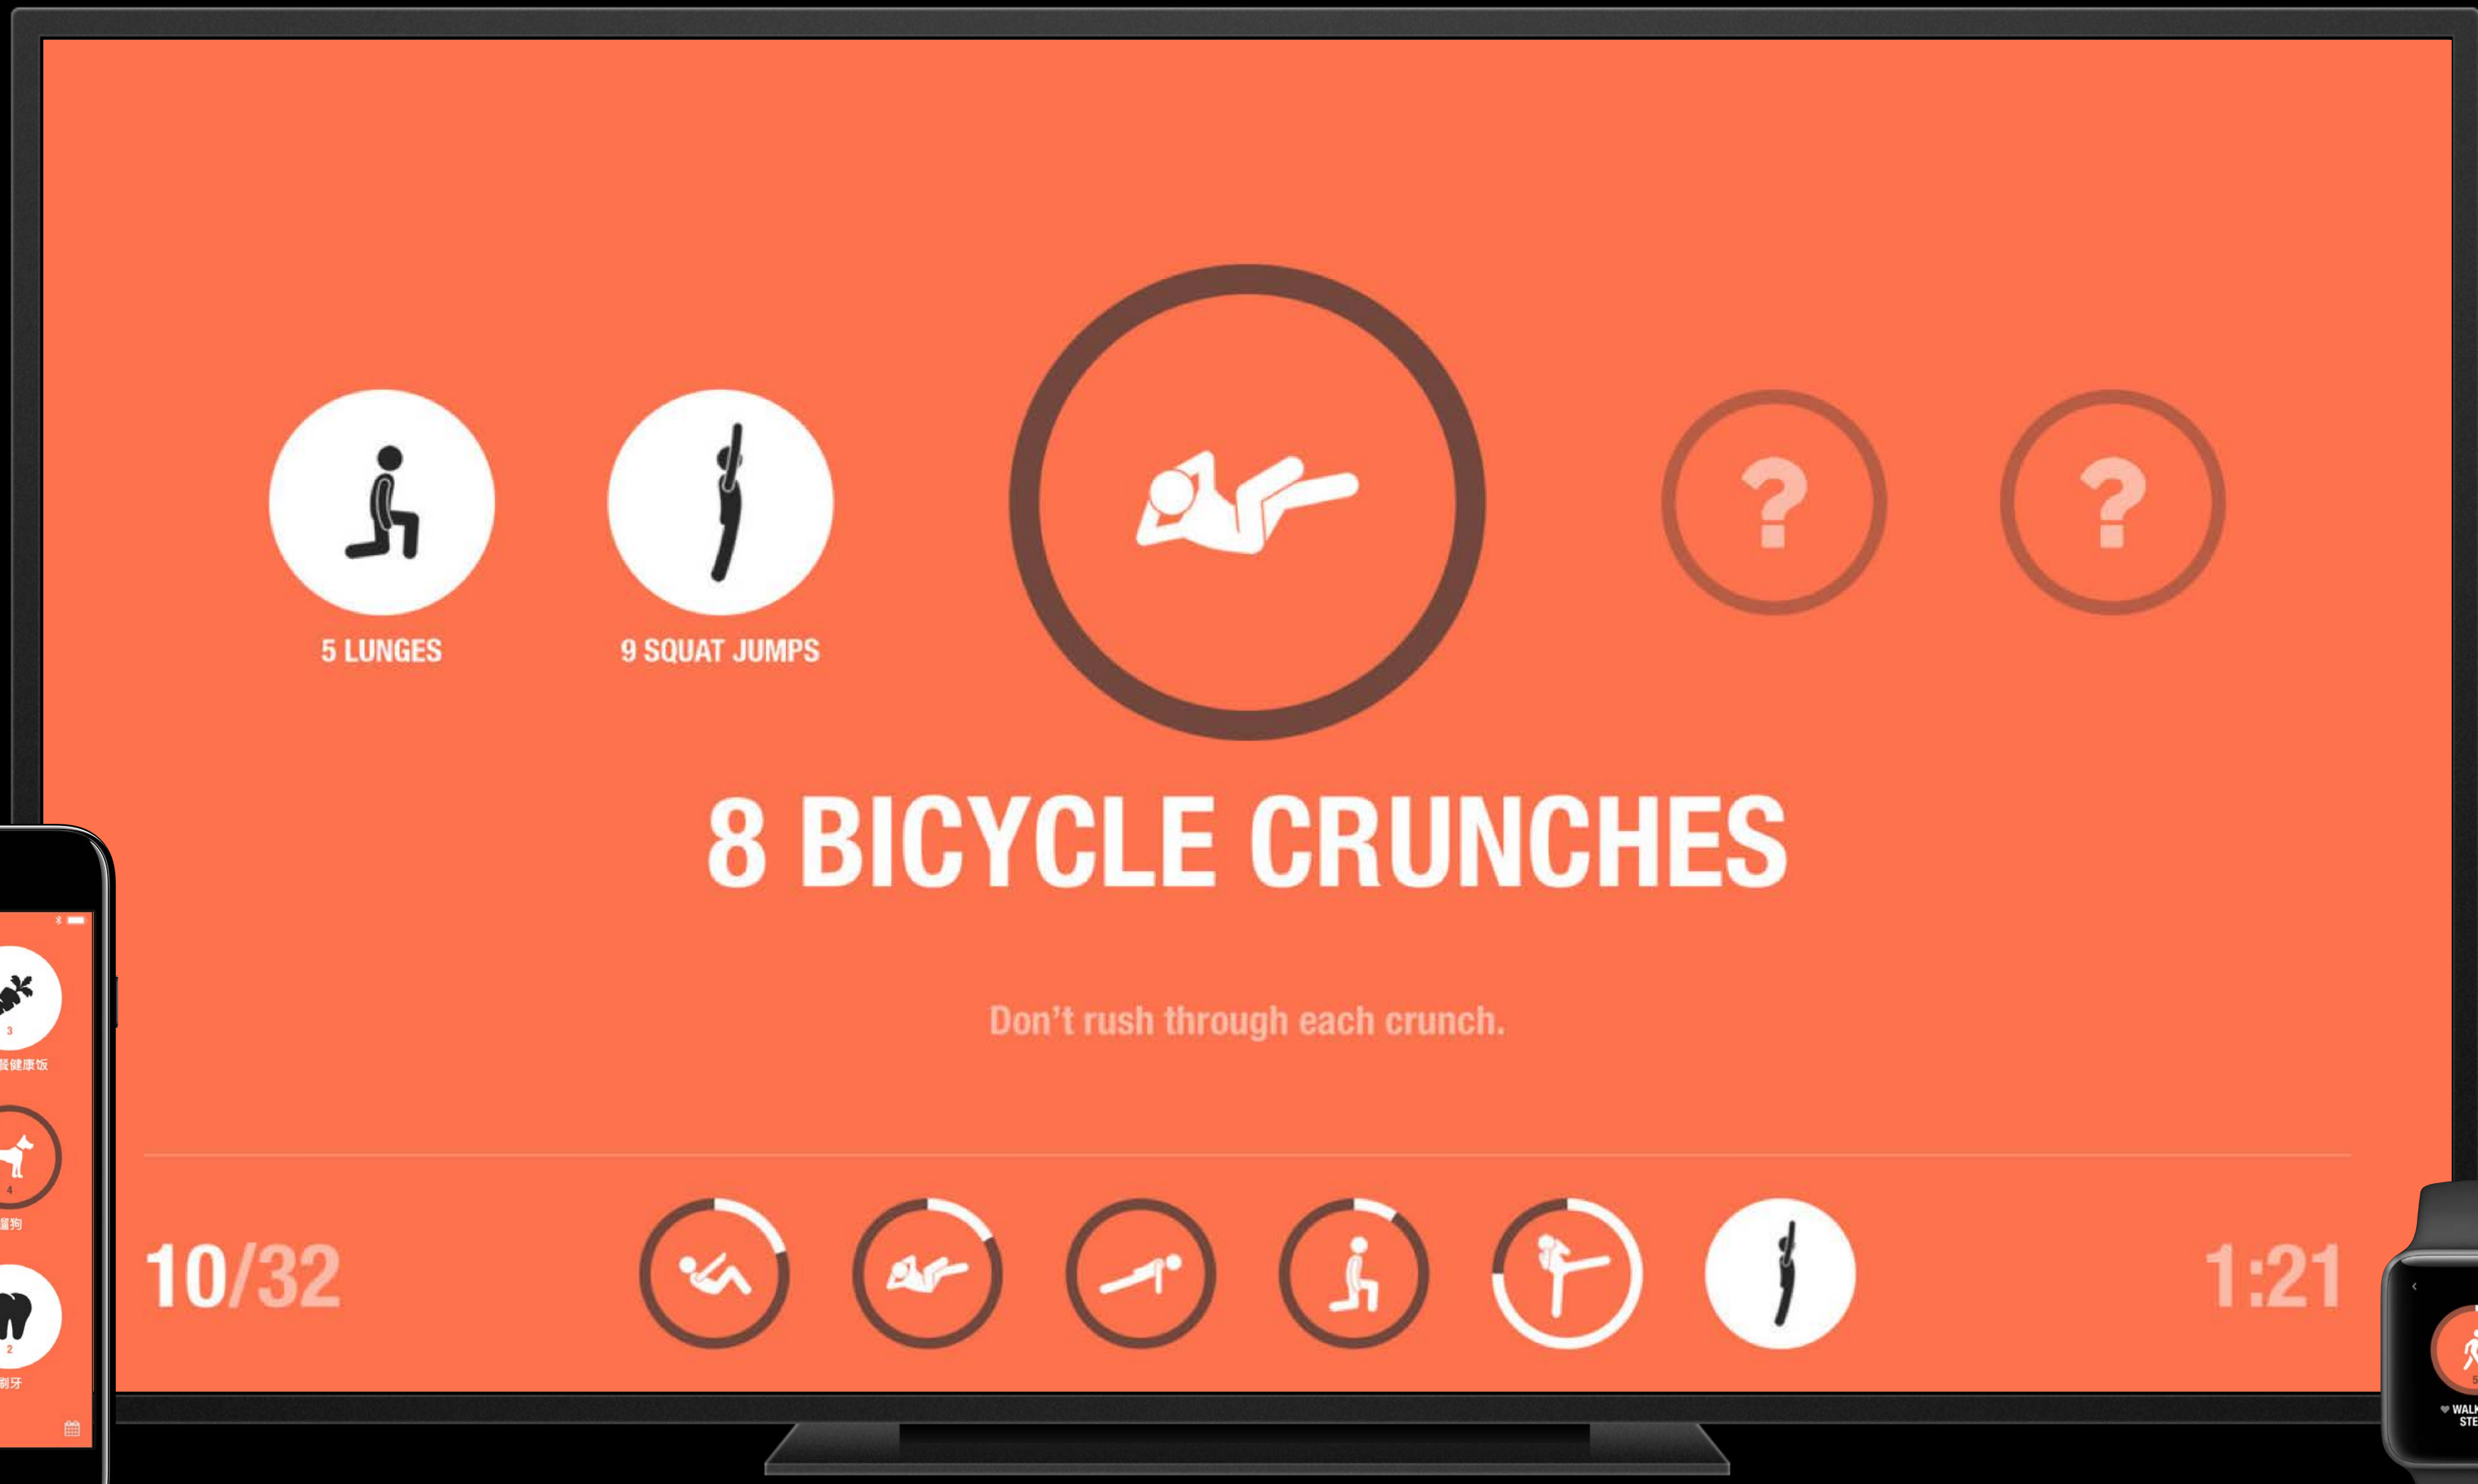 ?
?
5 LUNGES
9 SQUAT JUMPS
8 BICYCLE CRUNCHES
Don't rush through each crunch.
10/32
1:21
3
餐健康饭
4
遛狗
2
刷牙
5
WALK
STE